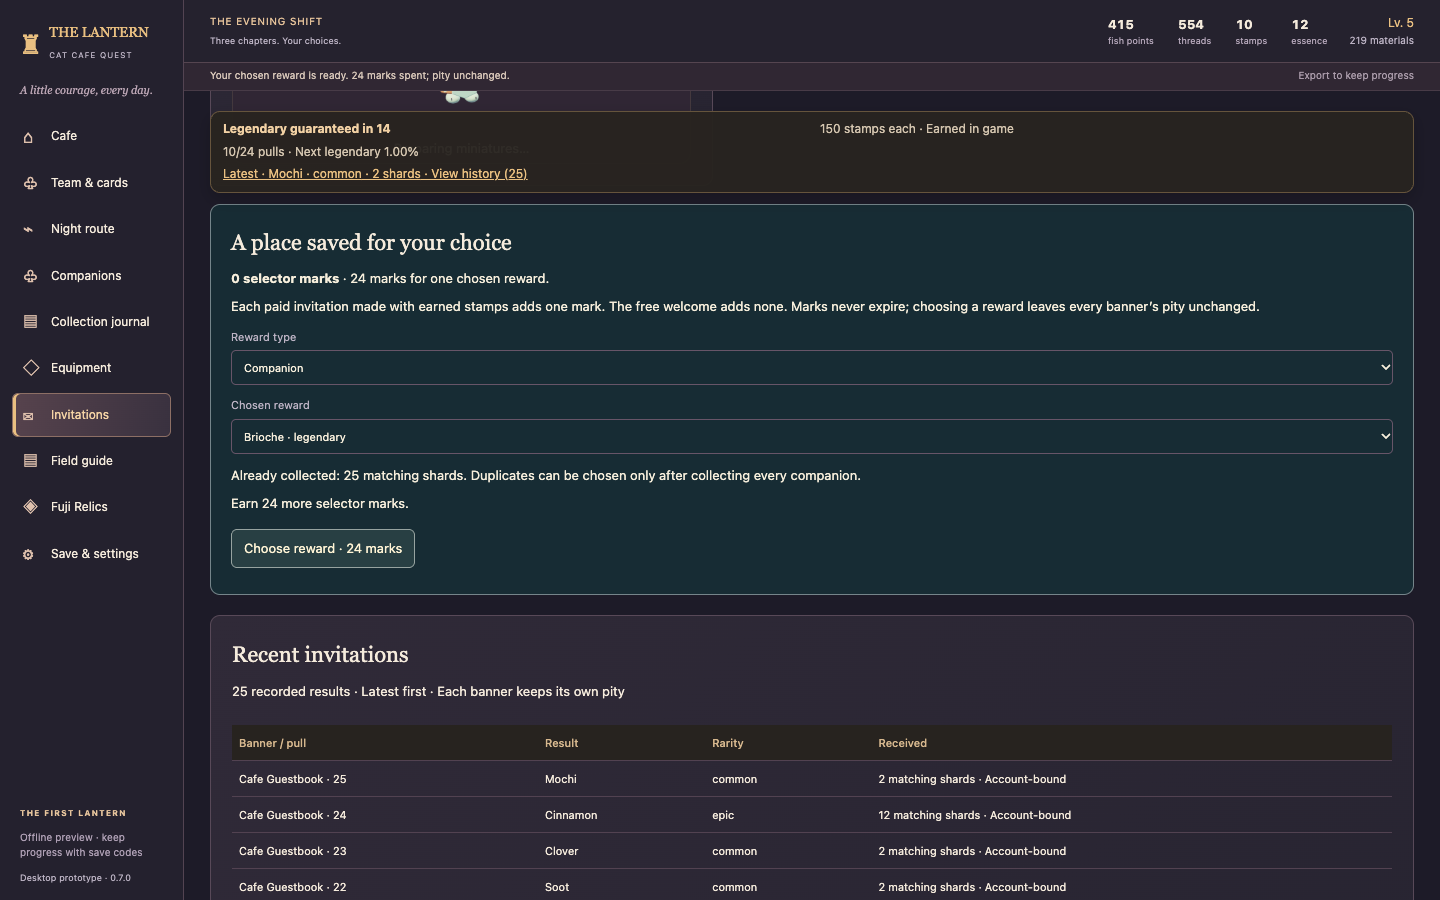 THE LANTERN
CAT CAFE QUEST
A little courage, every day.
Cafe
Team & cards
Night route
Companions
Collection journal
Equipment
Invitations
Field guide
Fuji Relics
Save & settings
THE FIRST LANTERN
Offline preview · keep
progress with save codes
Desktop prototype · 0.7.0
THE EVENING SHIFT
Three chapters. Your choices.
415
fish points
554
threads
10
stamps
12
essence
Lv. 5
219 materials
Your chosen reward is ready. 24 marks spent; pity unchanged.
Export to keep progress
Legendary guaranteed in 14
150 stamps each · Earned in game
10/24 pulls · Next legendary 1.00%
miniatures...
Latest · Mochi · common · 2 shards · View history (25)
A place saved for your choice
0 selector marks · 24 marks for one chosen reward.
Each paid invitation made with earned stamps adds one mark. The free welcome adds none. Marks never expire; choosing a reward leaves every banner’s pity unchanged.
Reward type
Companion
Chosen reward
Brioche · legendary
Already collected: 25 matching shards. Duplicates can be chosen only after collecting every companion.
Earn 24 more selector marks.
Choose reward · 24 marks
Recent invitations
25 recorded results · Latest first · Each banner keeps its own pity
Banner / pull Result Rarity Received
Cafe Guestbook · 25 Mochi common 2 matching shards · Account-bound
Cafe Guestbook · 24 Cinnamon epic 12 matching shards · Account-bound
Cafe Guestbook · 23 Clover common 2 matching shards · Account-bound
Cafe Guestbook · 22 Soot common 2 matching shards · Account-bound